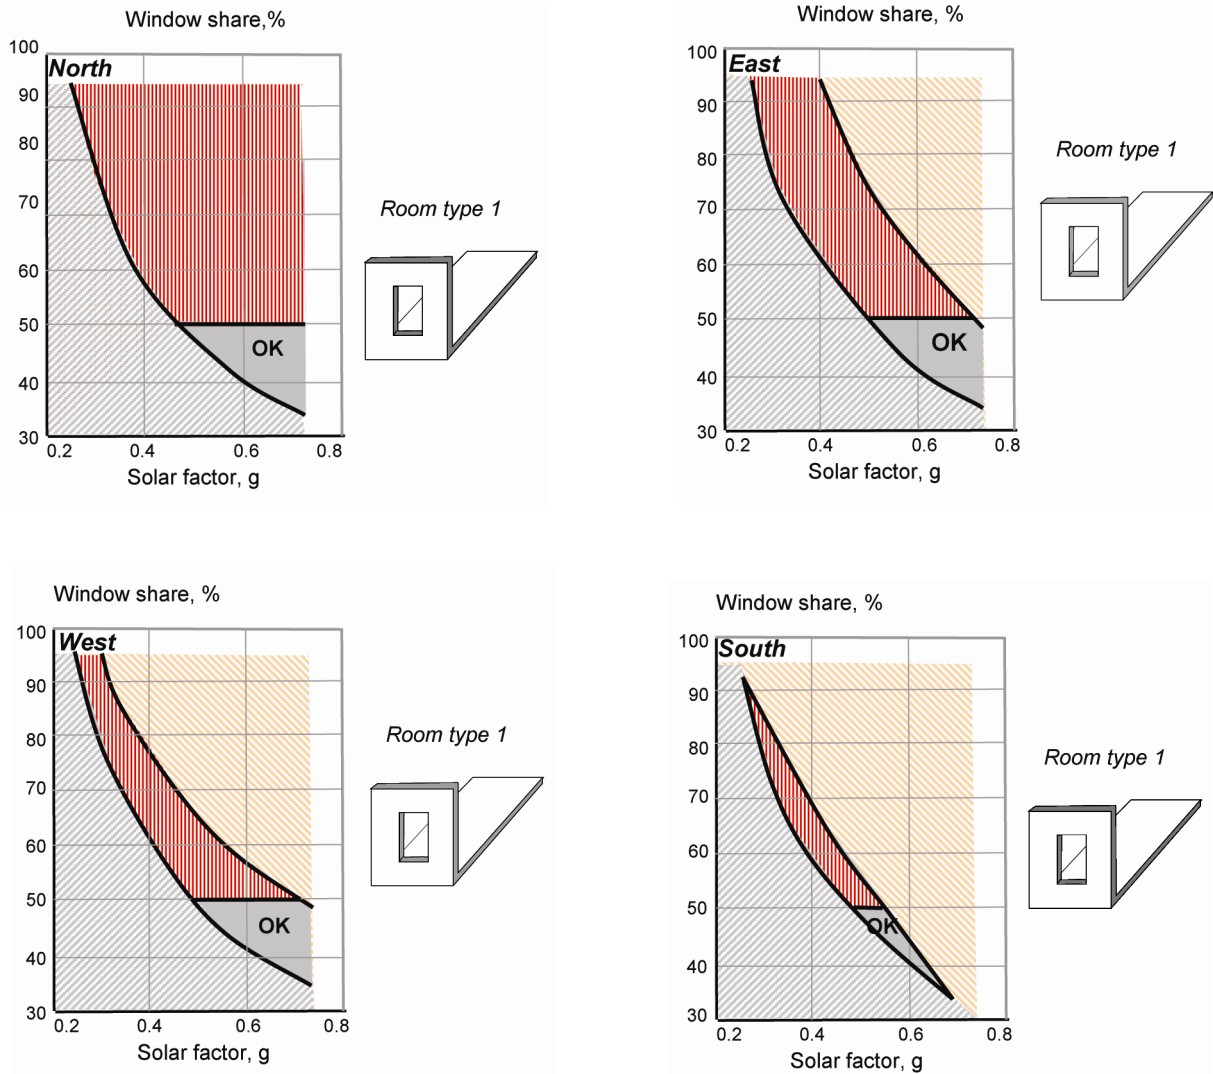 Window share,%
100
North
90
80
70
60
50
40
30
OK
0.2
0.4
0.6
0.8
Solar factor, g
Room type 1
Window share, %
100
East
90
80
70
60
50
40
30
OK
0.2
0.4
0.6
0.8
Solar factor, g
Room type 1
Window share, %
100
West
90
80
70
60
50
40
30
OK
0.2
0.4
0.6
0.8
Solar factor, g
Room type 1
Window share, %
100
South
90
80
70
60
50
40
30
OK
0.2
0.4
0.6
0.8
Solar factor, g
Room type 1